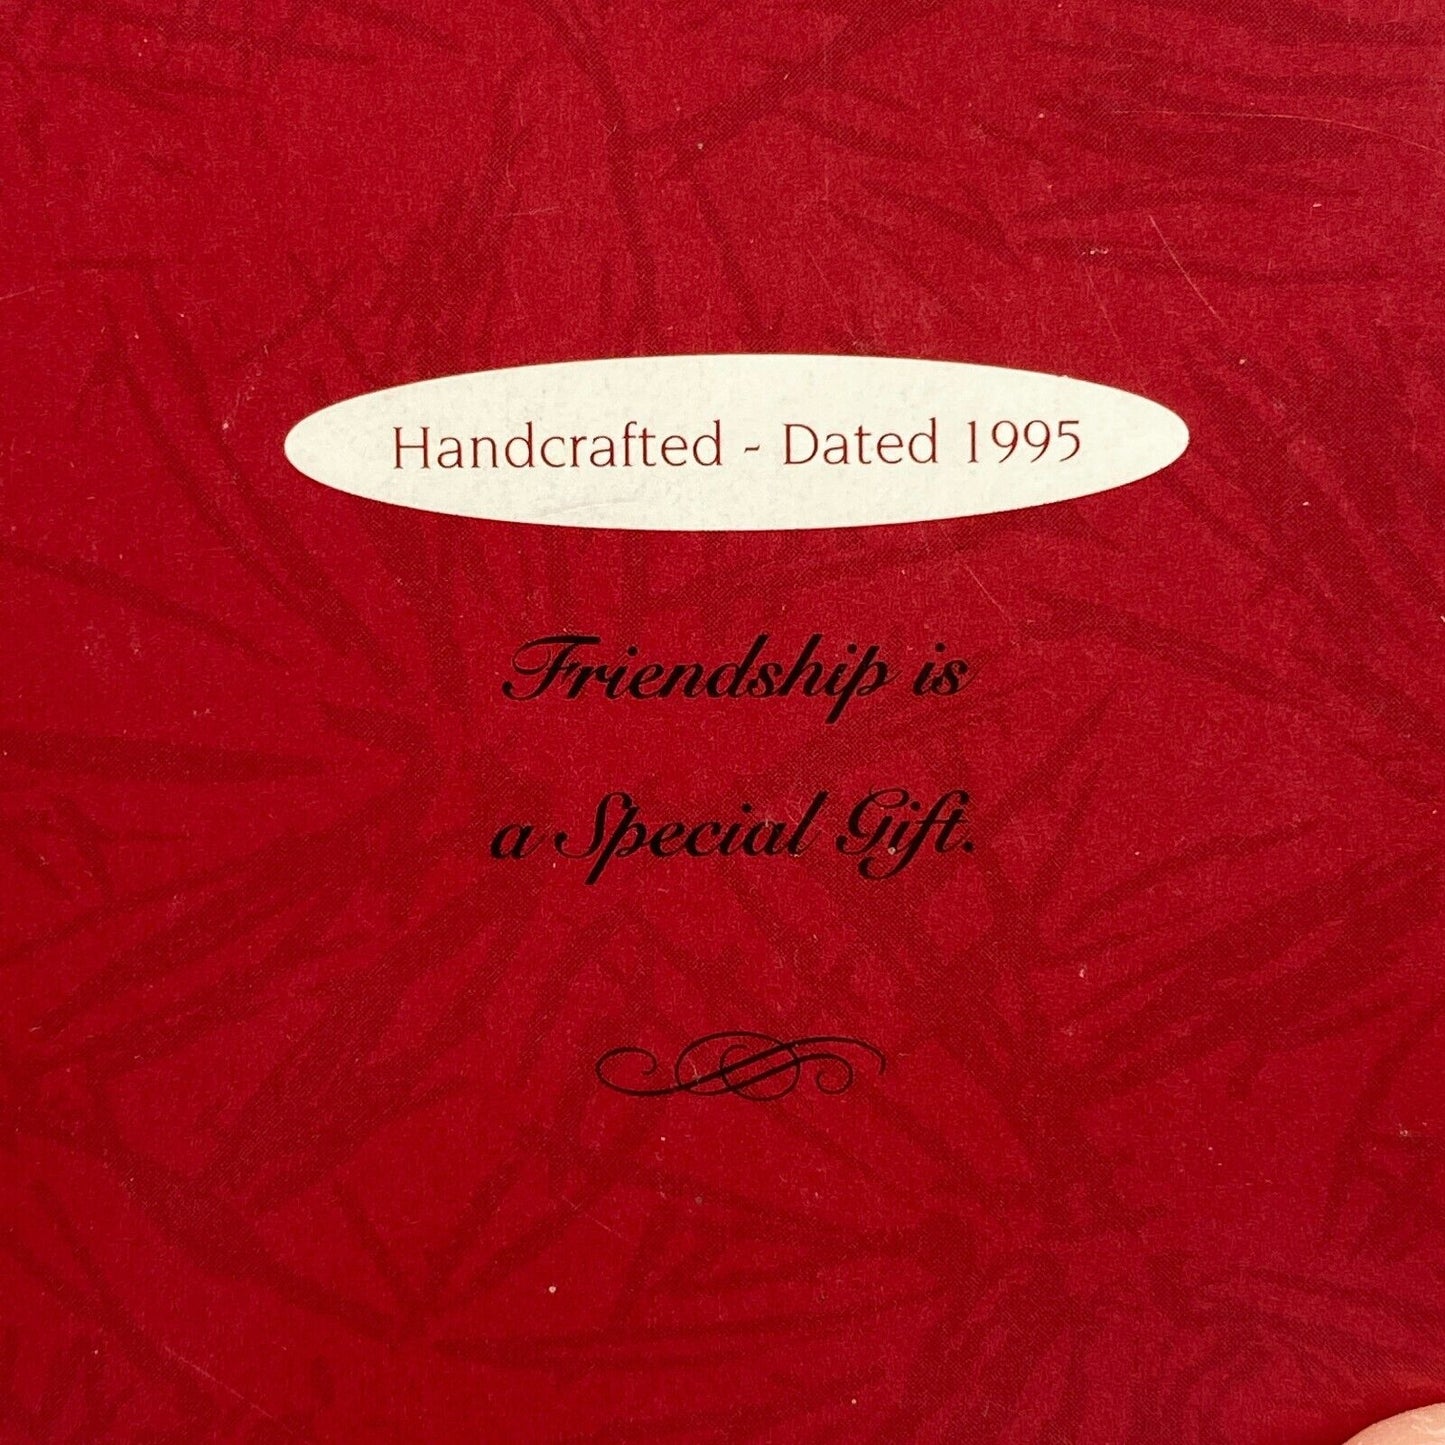 Handcrafted - Dated 1995
Friendship is
a Special Gift.